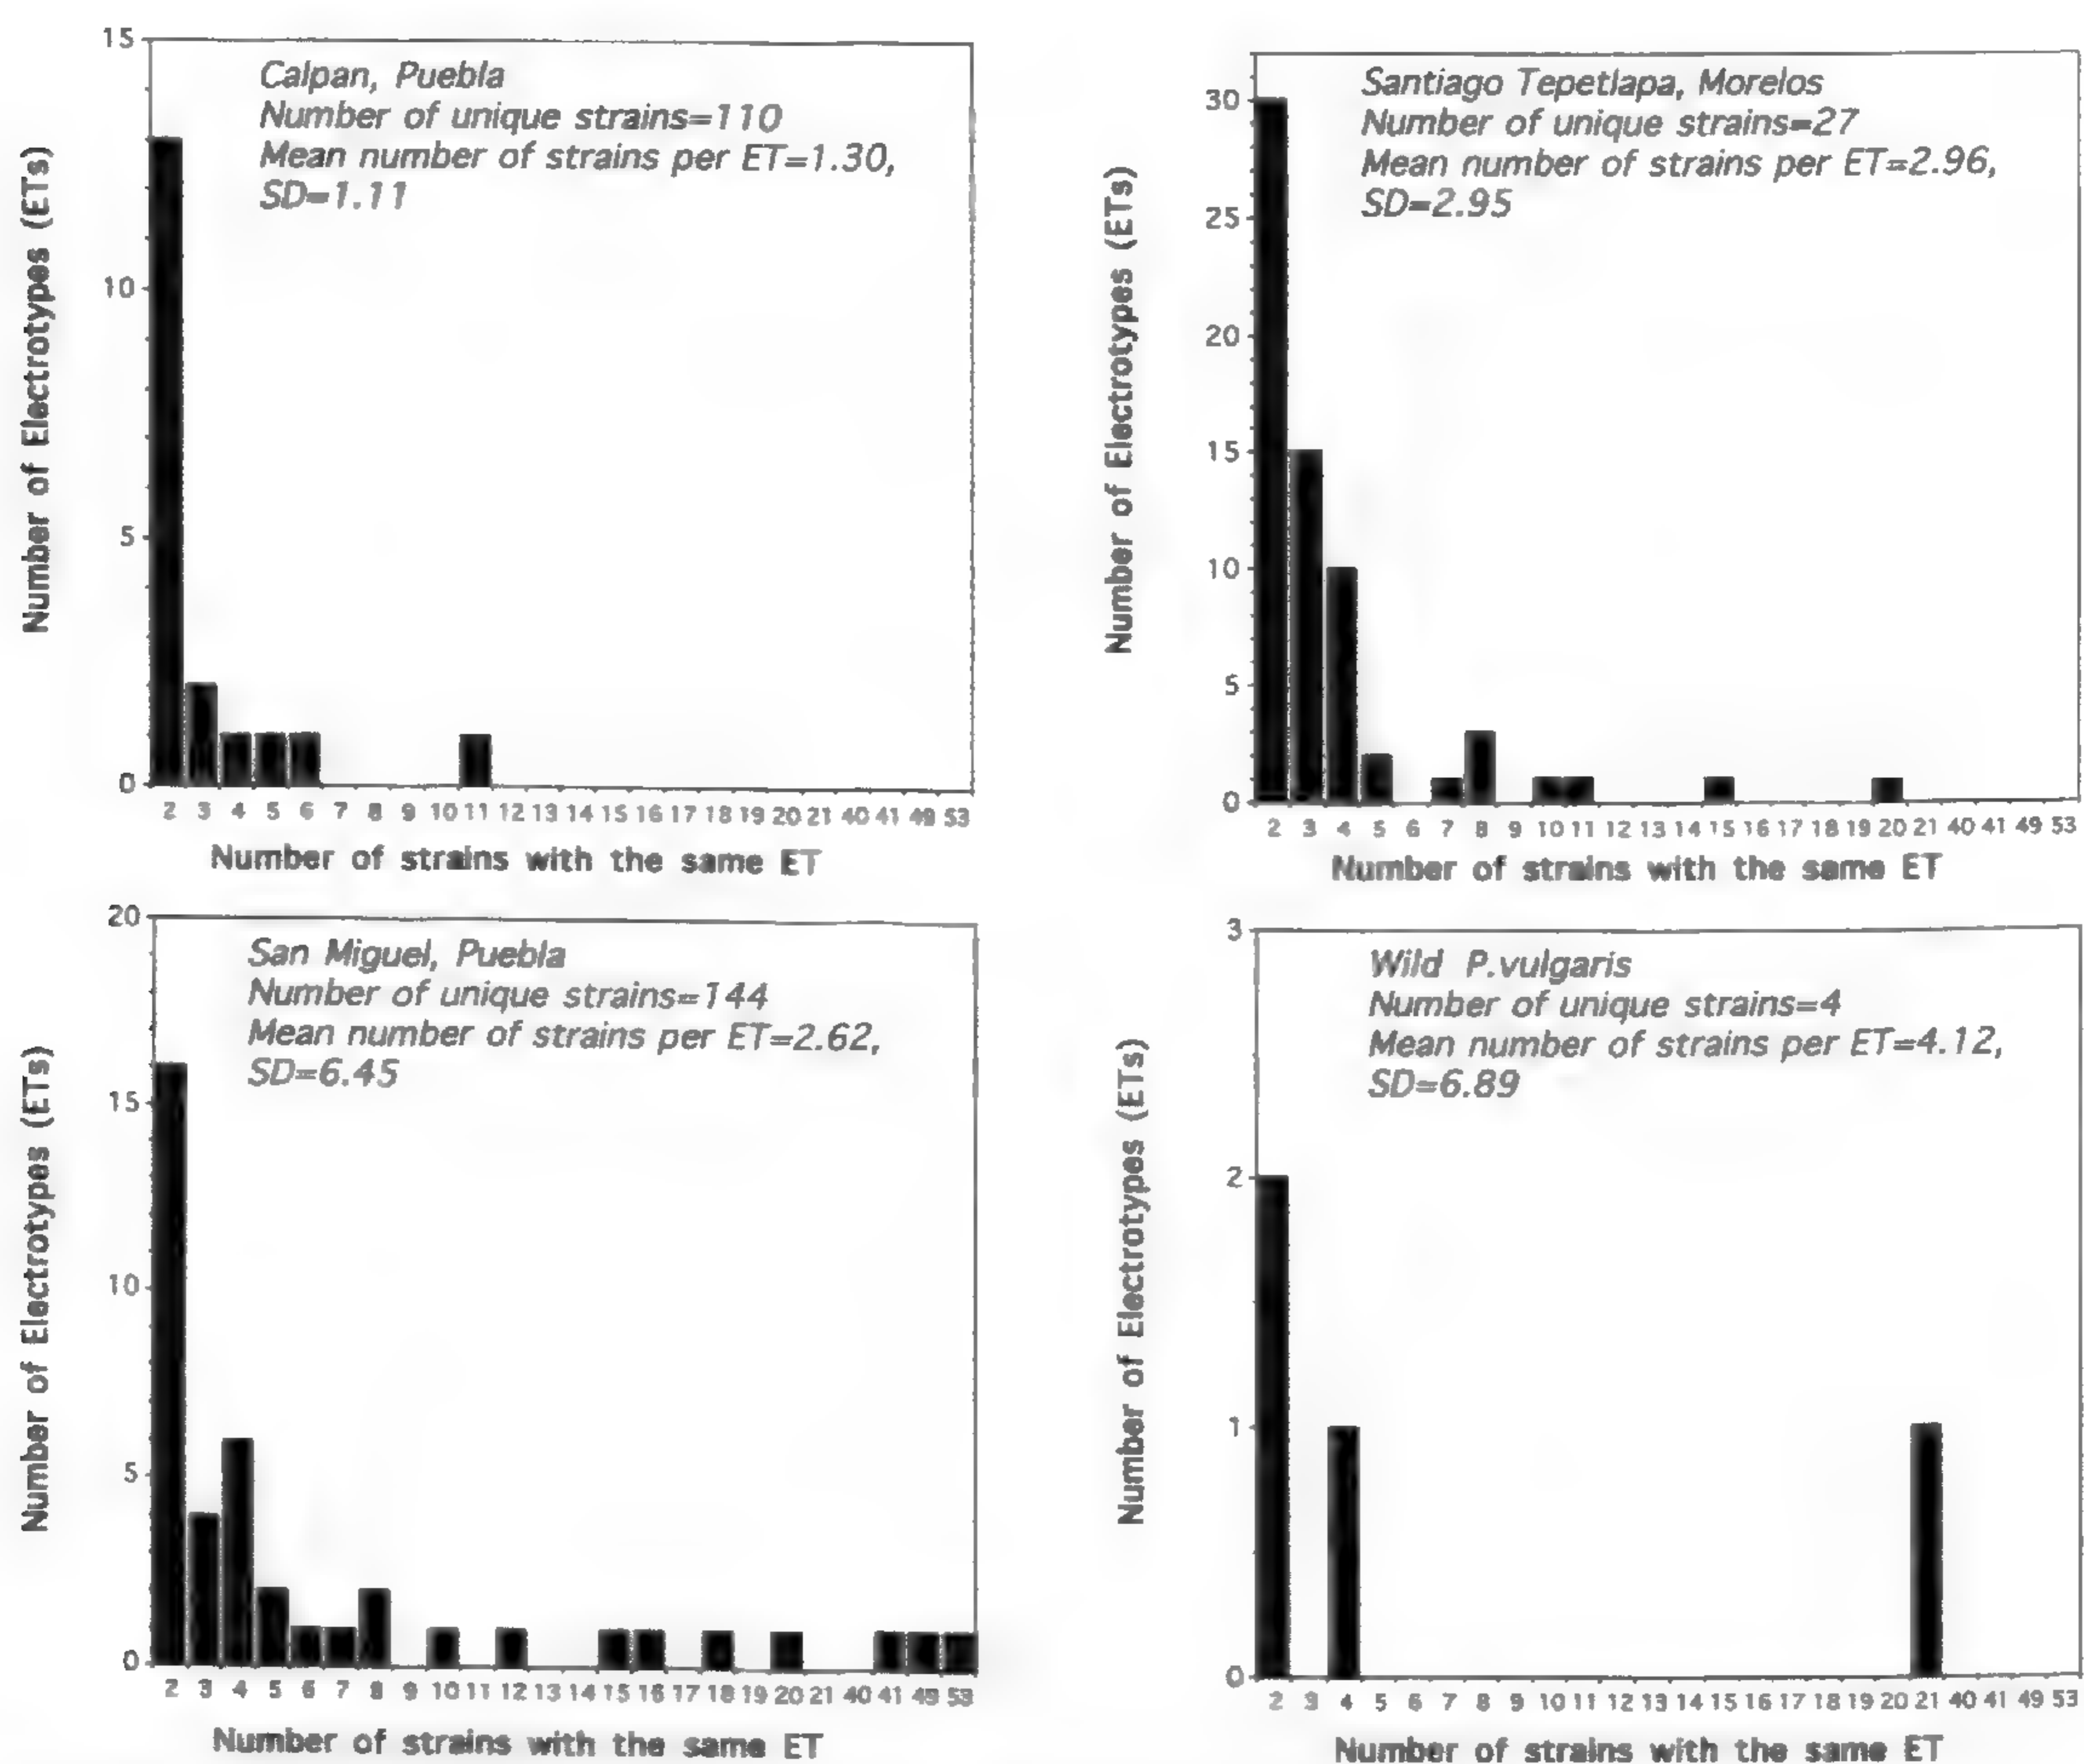 15
10
5
0
Number of Electrotypes (ETs)
Calpan, Puebla
Number of unique strains=110
Mean number of strains per ET=1.30,
SD=1.11
2 3 4 5 6 7 8 9 10 11 12 13 14 15 16 17 18 19 20 21 40 41 49 53
Number of strains with the same ET
30
25
20
15
10
5
0
Number of Electrotypes (ETs)
Santiago Tepetlapa, Morelos
Number of unique strains=27
Mean number of strains per ET=2.96,
SD=2.95
2 3 4 5 6 7 8 9 10 11 12 13 14 15 16 17 18 19 20 21 40 41 49 53
Number of strains with the same ET
20
15
10
5
0
Number of Electrotypes (ETs)
San Miguel, Puebla
Number of unique strains=144
Mean number of strains per ET=2.62,
SD=6.45
2 3 4 5 6 7 8 9 10 11 12 13 14 15 16 17 18 19 20 21 40 41 49 53
Number of strains with the same ET
3
2
1
0
Number of Electrotypes (ETs)
Wild P.vulgaris
Number of unique strains=4
Mean number of strains per ET=4.12,
SD=6.89
2 3 4 5 6 7 8 9 10 11 12 13 14 15 16 17 18 19 20 21 40 41 49 53
Number of strains with the same ET